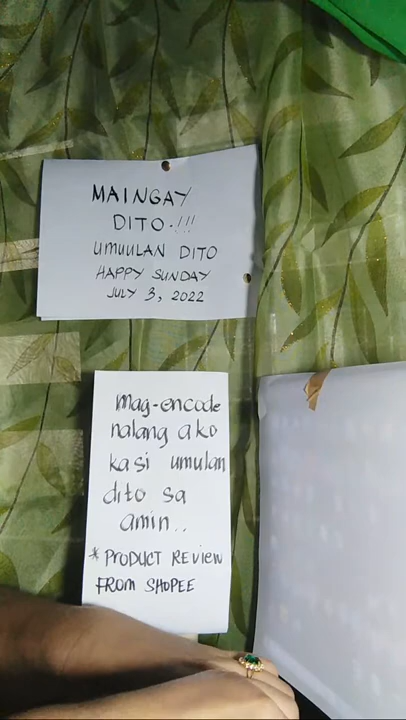 MAINGAY
DITO.!!!
UMUULAN DITO
HAPPY SUNDAY
JULY 3, 2022
Mag-encode
nalang ako
kasi umulan
dito sa
amin..
* PRODUCT REVIEW
FROM SHOPEE